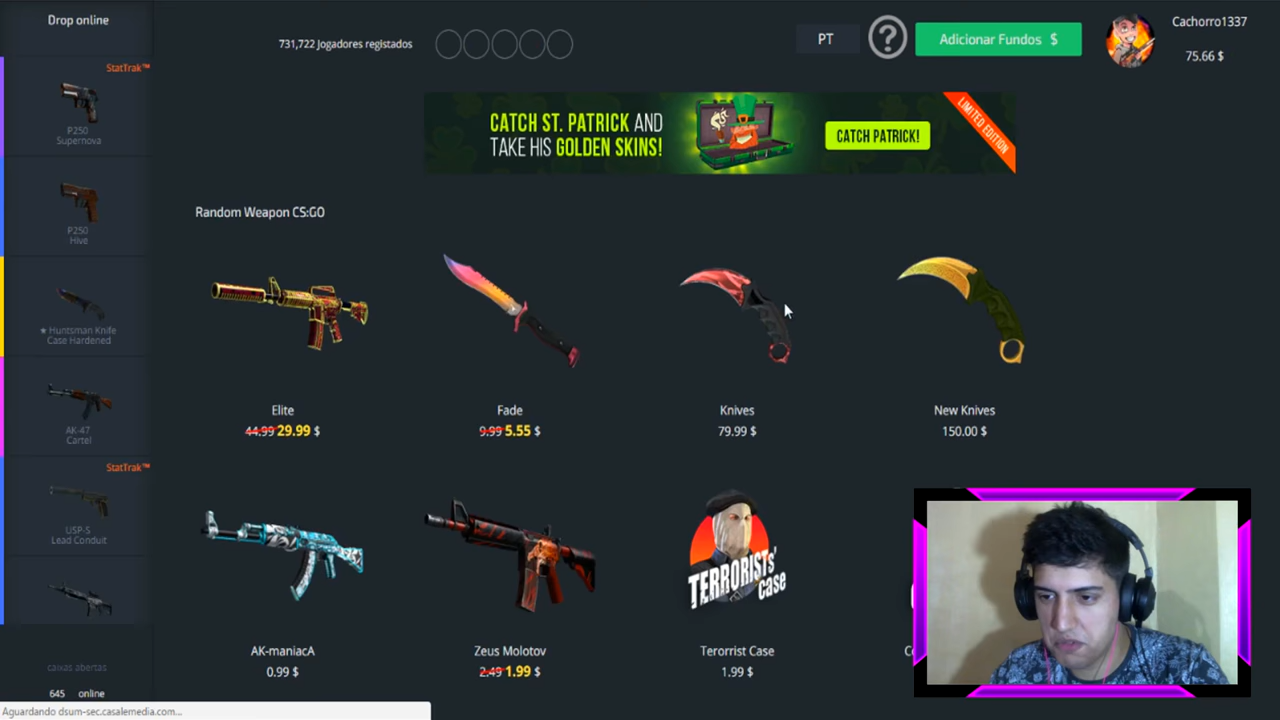 Drop online
731,722 Jogadores registados
PT
?
Adicionar Fundos $
Cachorro1337
75.66 $
StatTrak™
P250
Supernova
P250
Hive
★ Huntsman Knife
Case Hardened
AK-47
Cartel
StatTrak™
USP-S
Lead Conduit
caixas abertas
645 online
CATCH ST. PATRICK AND
TAKE HIS GOLDEN SKINS!
CATCH PATRICK!
LIMITED EDITION
Random Weapon CS:GO
Elite
44.99 29.99 $
Fade
9.99 5.55 $
Knives
79.99 $
New Knives
150.00 $
TERRORISTS'
CASE
AK-maniacA
0.99 $
Zeus Molotov
2.49 1.99 $
Terorrist Case
1.99 $
Aguardando dsum-sec.casalemedia.com...